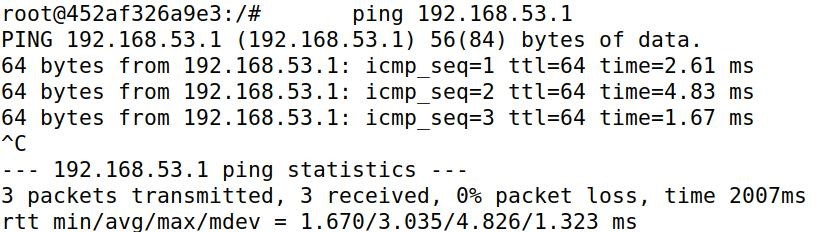 root@452af326a9e3:/#       ping 192.168.53.1
PING 192.168.53.1 (192.168.53.1) 56(84) bytes of data.
64 bytes from 192.168.53.1: icmp_seq=1 ttl=64 time=2.61 ms
64 bytes from 192.168.53.1: icmp_seq=2 ttl=64 time=4.83 ms
64 bytes from 192.168.53.1: icmp_seq=3 ttl=64 time=1.67 ms
^C
--- 192.168.53.1 ping statistics ---
3 packets transmitted, 3 received, 0% packet loss, time 2007ms
rtt min/avg/max/mdev = 1.670/3.035/4.826/1.323 ms